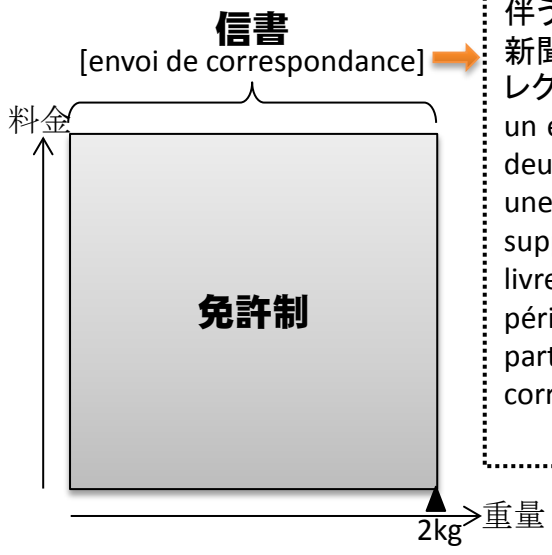 信書
[envoi de correspondance]
料金
免許制
2kg
重量
伴う
新聞
レク
un
deu
une
sup
livre
péri
part
corr